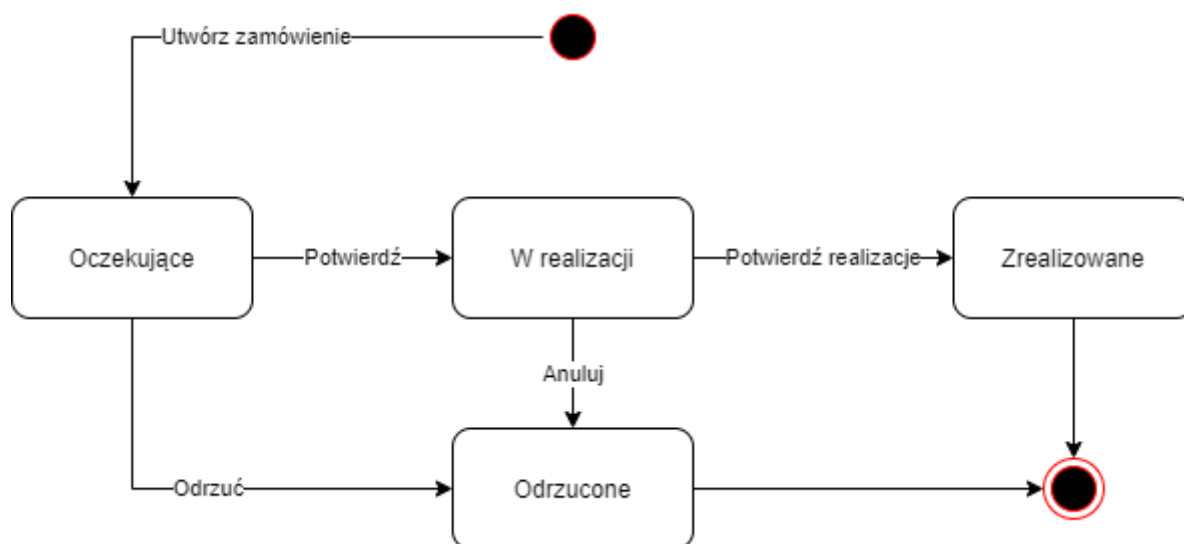 Utwórz zamówienie
Oczekujące
Potwierdź
W realizacji
Potwierdź realizacje
Zrealizowane
Anuluj
Odrzuć
Odrzucone